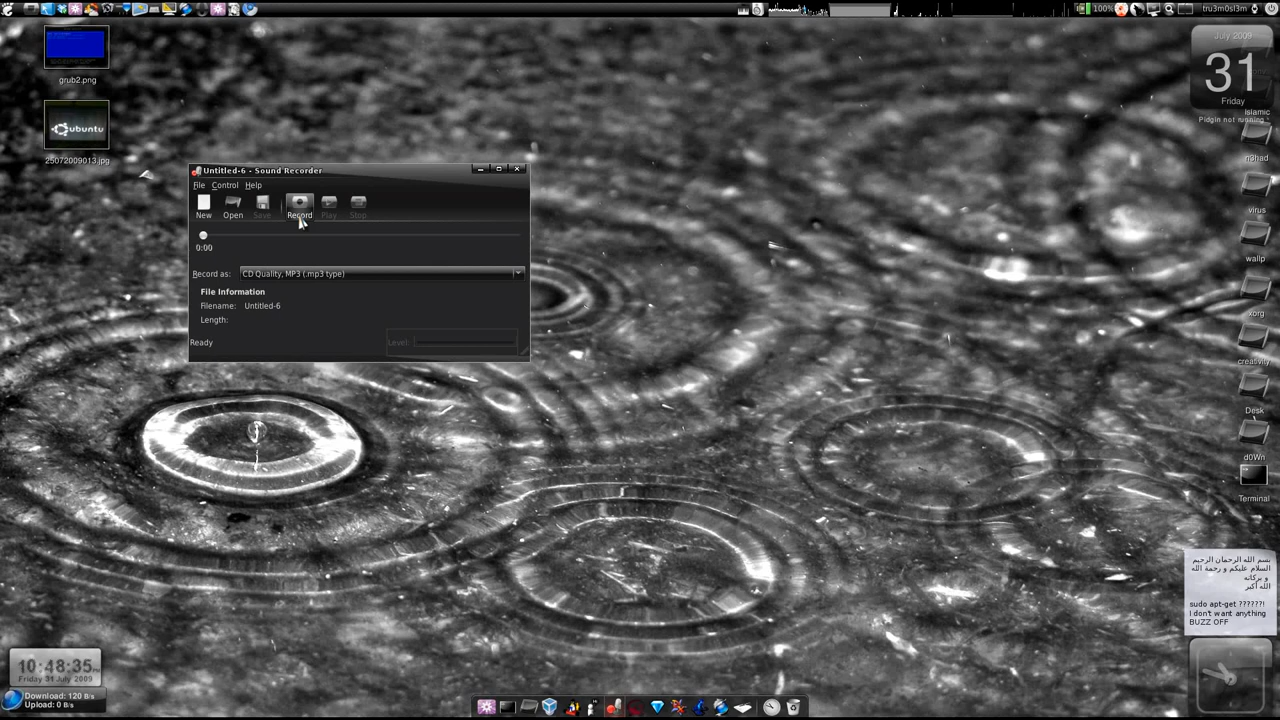 100%
tru3m0sl3m
grub2.png
ubuntu
25072009013.jpg
Untitled-6 - Sound Recorder
File Control Help
New Open Save Record Play Stop
0:00
Record as: CD Quality, MP3 (.mp3 type)
File Information
Filename: Untitled-6
Length:
Ready
Level:
July 2009
31
Friday
Pidgin not running
Islamic
n3had
virus
wallp
xorg
creativity
Desk
d0Wn
Terminal
بسم الله الرحمان الرحيم
السلام عليكم و رحمة الله
و بركاته
الله أكبر
sudo apt-get ??????!
I don't want anything
BUZZ OFF
10:48:35
Friday 31 July 2009
Download: 120 B/s
Upload: 0 B/s